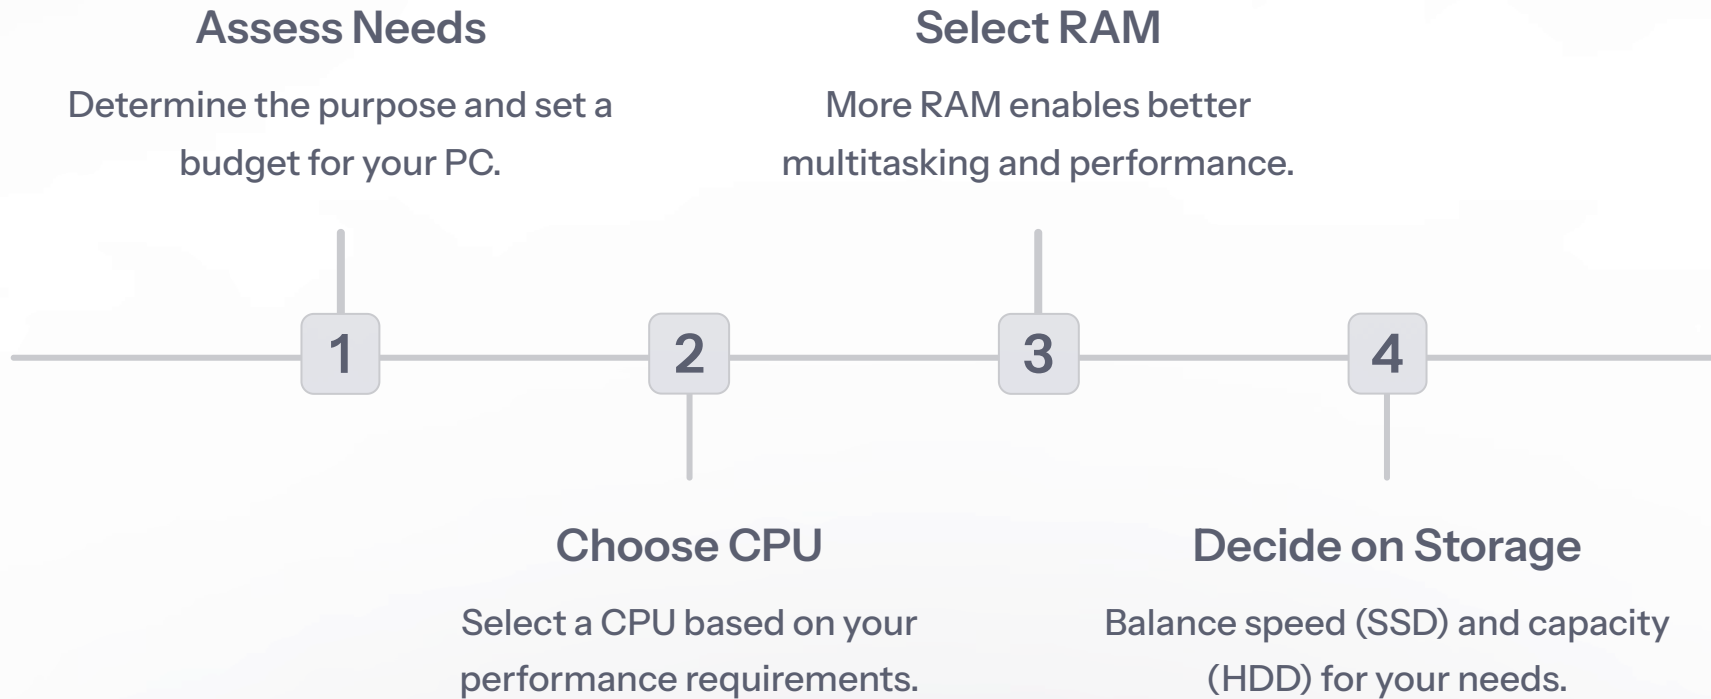 Assess Needs
Determine the purpose and set a
budget for your PC.
Select RAM
More RAM enables better
multitasking and performance.
1
2
3
4
Choose CPU
Select a CPU based on your
performance requirements.
Decide on Storage
Balance speed (SSD) and capacity
(HDD) for your needs.